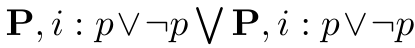 P, i : p∨¬p ⋁ P, i : p∨¬p